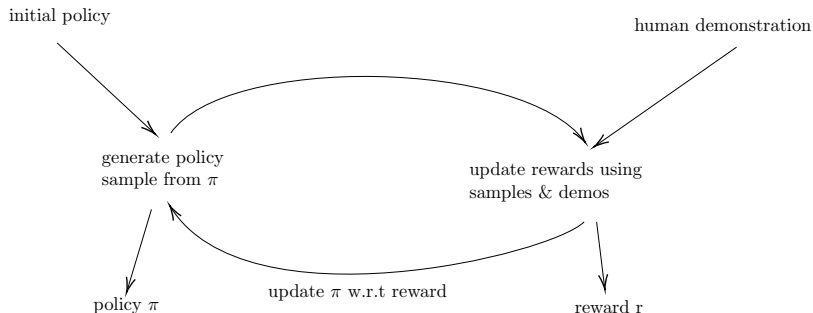 initial policy
human demonstration
generate policy
sample from π
update rewards using
samples & demos
update π w.r.t reward
policy π
reward r